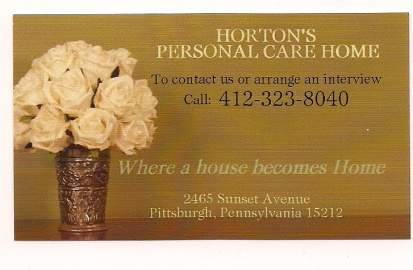 HORTON'S
PERSONAL CARE HOME
To contact us or arrange an interview
Call: 412-323-8040
Where a house becomes Home
2465 Sunset Avenue
Pittsburgh, Pennsylvania 15212